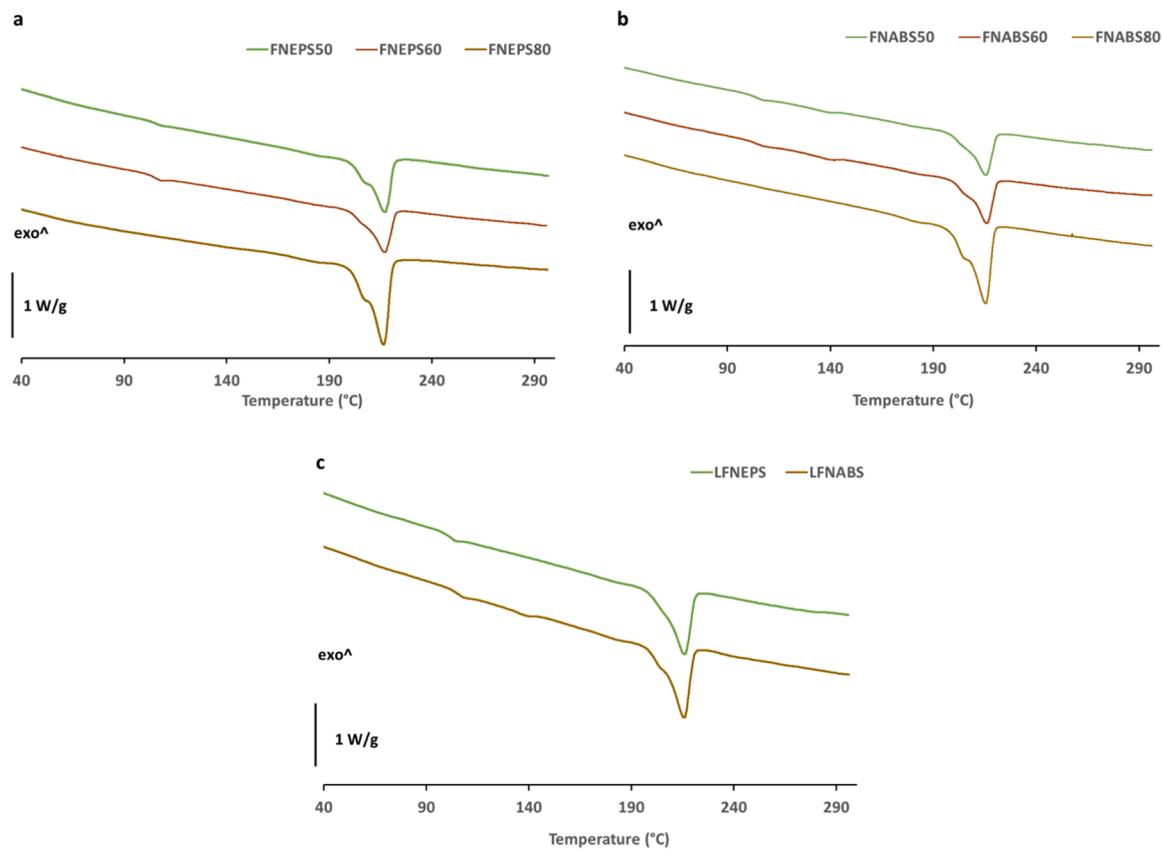 a
FNEPS50 FNEPS60 FNEPS80
exo^
1 W/g
40 90 140 190 240 290
Temperature (°C)
b
FNABS50 FNABS60 FNABS80
exo^
1 W/g
40 90 140 190 240 290
Temperature (°C)
c
LFNEPS LFNABS
exo^
1 W/g
40 90 140 190 240 290
Temperature (°C)